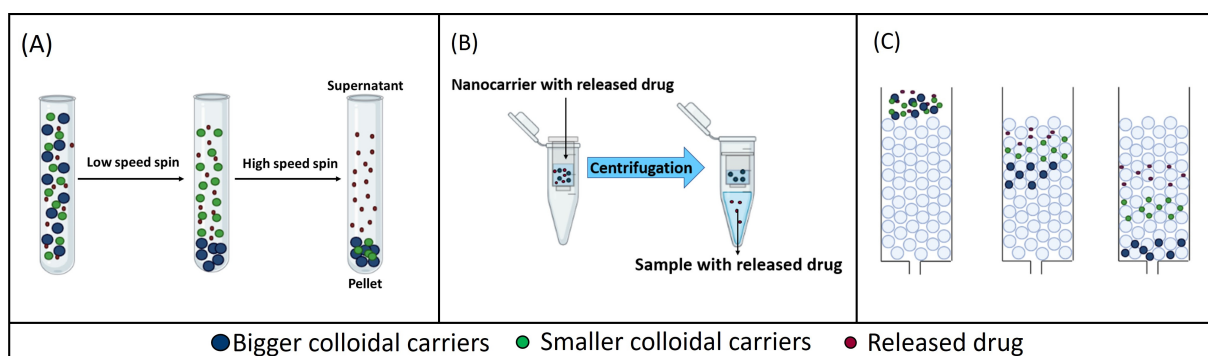 (A)
Supernatant
Low speed spin
High speed spin
Pellet
(B)
Nanocarrier with released drug
Centrifugation
Sample with released drug
(C)
Bigger colloidal carriers
Smaller colloidal carriers
Released drug